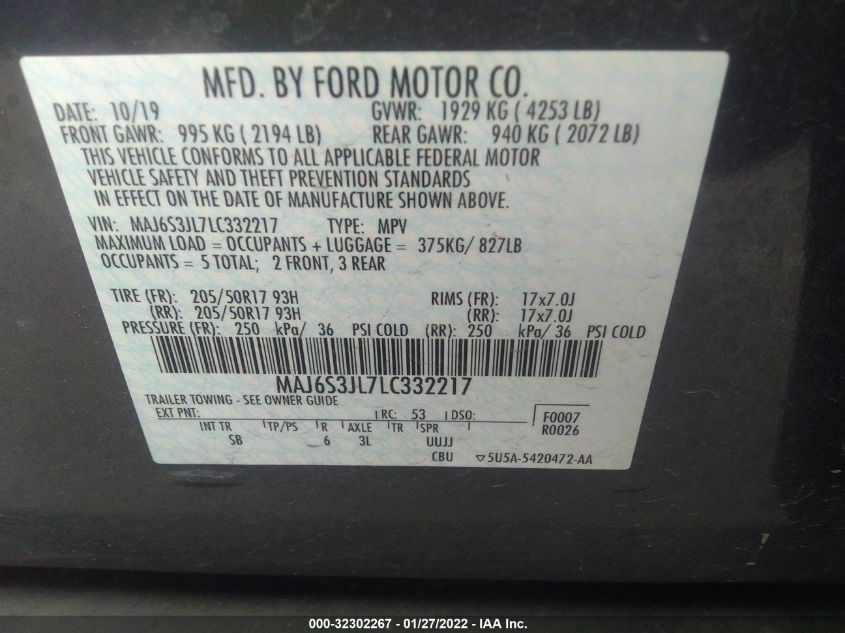 MFD. BY FORD MOTOR CO.
DATE: 10/19 GVWR: 1929 KG ( 4253 LB)
FRONT GAWR: 995 KG ( 2194 LB) REAR GAWR: 940 KG ( 2072 LB)
THIS VEHICLE CONFORMS TO ALL APPLICABLE FEDERAL MOTOR
VEHICLE SAFETY AND THEFT PREVENTION STANDARDS
IN EFFECT ON THE DATE OF MANUFACTURE SHOWN ABOVE.
VIN: MAJ6S3JL7LC332217 TYPE: MPV
MAXIMUM LOAD = OCCUPANTS + LUGGAGE = 375KG/ 827LB
OCCUPANTS = 5 TOTAL; 2 FRONT, 3 REAR
TIRE (FR): 205/50R17 93H RIMS (FR): 17x7.0J
(RR): 205/50R17 93H (RR): 17x7.0J
PRESSURE (FR): 250 kPa/ 36 PSI COLD (RR): 250 kPa/ 36 PSI COLD
MAJ6S3JL7LC332217
TRAILER TOWING - SEE OWNER GUIDE
EXT PNT: RC: 53 DSO: F0007
INT TR TP/PS R AXLE TR SPR R0026
SB 6 3L UUJJ
CBU ▽5U5A-5420472-AA
000-32302267 - 01/27/2022 - IAA Inc.